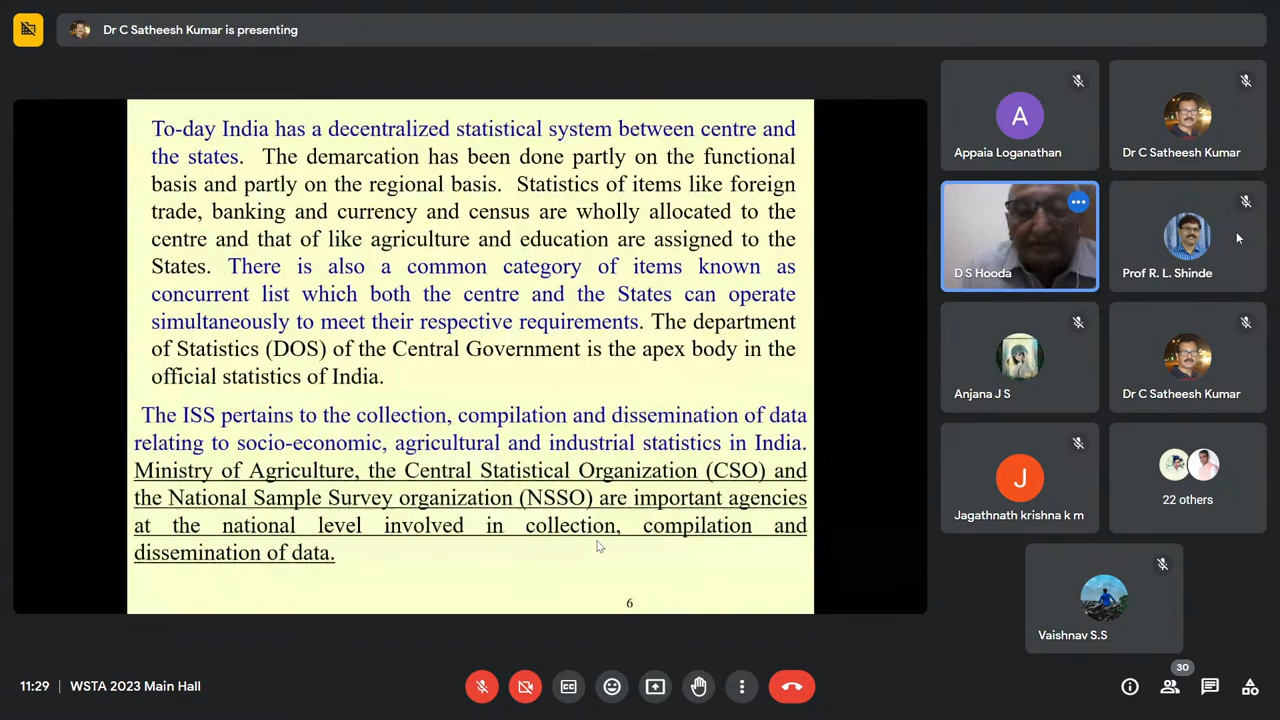 Dr C Satheesh Kumar is presenting
To-day India has a decentralized statistical system between centre and
the states. The demarcation has been done partly on the functional
basis and partly on the regional basis. Statistics of items like foreign
trade, banking and currency and census are wholly allocated to the
centre and that of like agriculture and education are assigned to the
States. There is also a common category of items known as
concurrent list which both the centre and the States can operate
simultaneously to meet their respective requirements. The department
of Statistics (DOS) of the Central Government is the apex body in the
official statistics of India.
The ISS pertains to the collection, compilation and dissemination of data
relating to socio-economic, agricultural and industrial statistics in India.
Ministry of Agriculture, the Central Statistical Organization (CSO) and
the National Sample Survey organization (NSSO) are important agencies
at the national level involved in collection, compilation and
dissemination of data.
6
A
Appaia Loganathan
Dr C Satheesh Kumar
D S Hooda
Prof R. L. Shinde
Anjana J S
Dr C Satheesh Kumar
J
Jagathnath krishna k m
22 others
Vaishnav S.S
11:29 | WSTA 2023 Main Hall
30